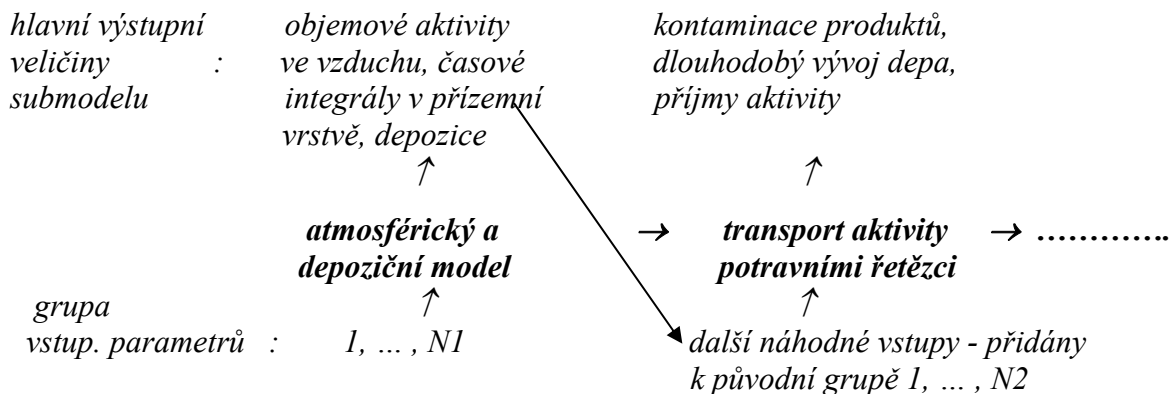 hlavní výstupní objemové aktivity kontaminace produktů,
veličiny : ve vzduchu, časové dlouhodobý vývoj depa,
submodelu integrály v přízemní příjmy aktivity
vrstvě, depozice
↑ ↑
atmosférický a → transport aktivity → ………….
depoziční model potravními řetězci
↑ ↑
grupa
vstup. parametrů : 1, … , N1 další náhodné vstupy - přidány
k původní grupě 1, … , N2